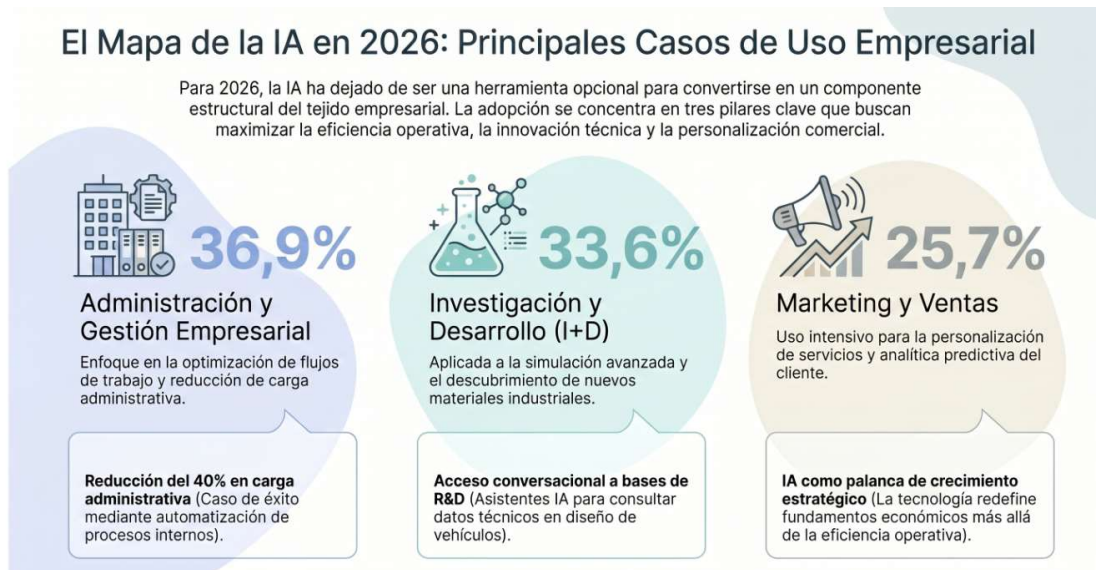 El Mapa de la IA en 2026: Principales Casos de Uso Empresarial
Para 2026, la IA ha dejado de ser una herramienta opcional para convertirse en un componente
estructural del tejido empresarial. La adopción se concentra en tres pilares clave que buscan
maximizar la eficiencia operativa, la innovación técnica y la personalización comercial.
36,9%
Administración y
Gestión Empresarial
Enfoque en la optimización de flujos
de trabajo y reducción de carga
administrativa.
Reducción del 40% en carga
administrativa (Caso de éxito
mediante automatización de
procesos internos).
33,6%
Investigación y
Desarrollo (I+D)
Aplicada a la simulación avanzada y
el descubrimiento de nuevos
materiales industriales.
Acceso conversacional a bases de
R&D (Asistentes IA para consultar
datos técnicos en diseño de
vehículos).
25,7%
Marketing y Ventas
Uso intensivo para la personalización
de servicios y analítica predictiva del
cliente.
IA como palanca de crecimiento
estratégico (La tecnología redefine
fundamentos económicos más allá
de la eficiencia operativa).